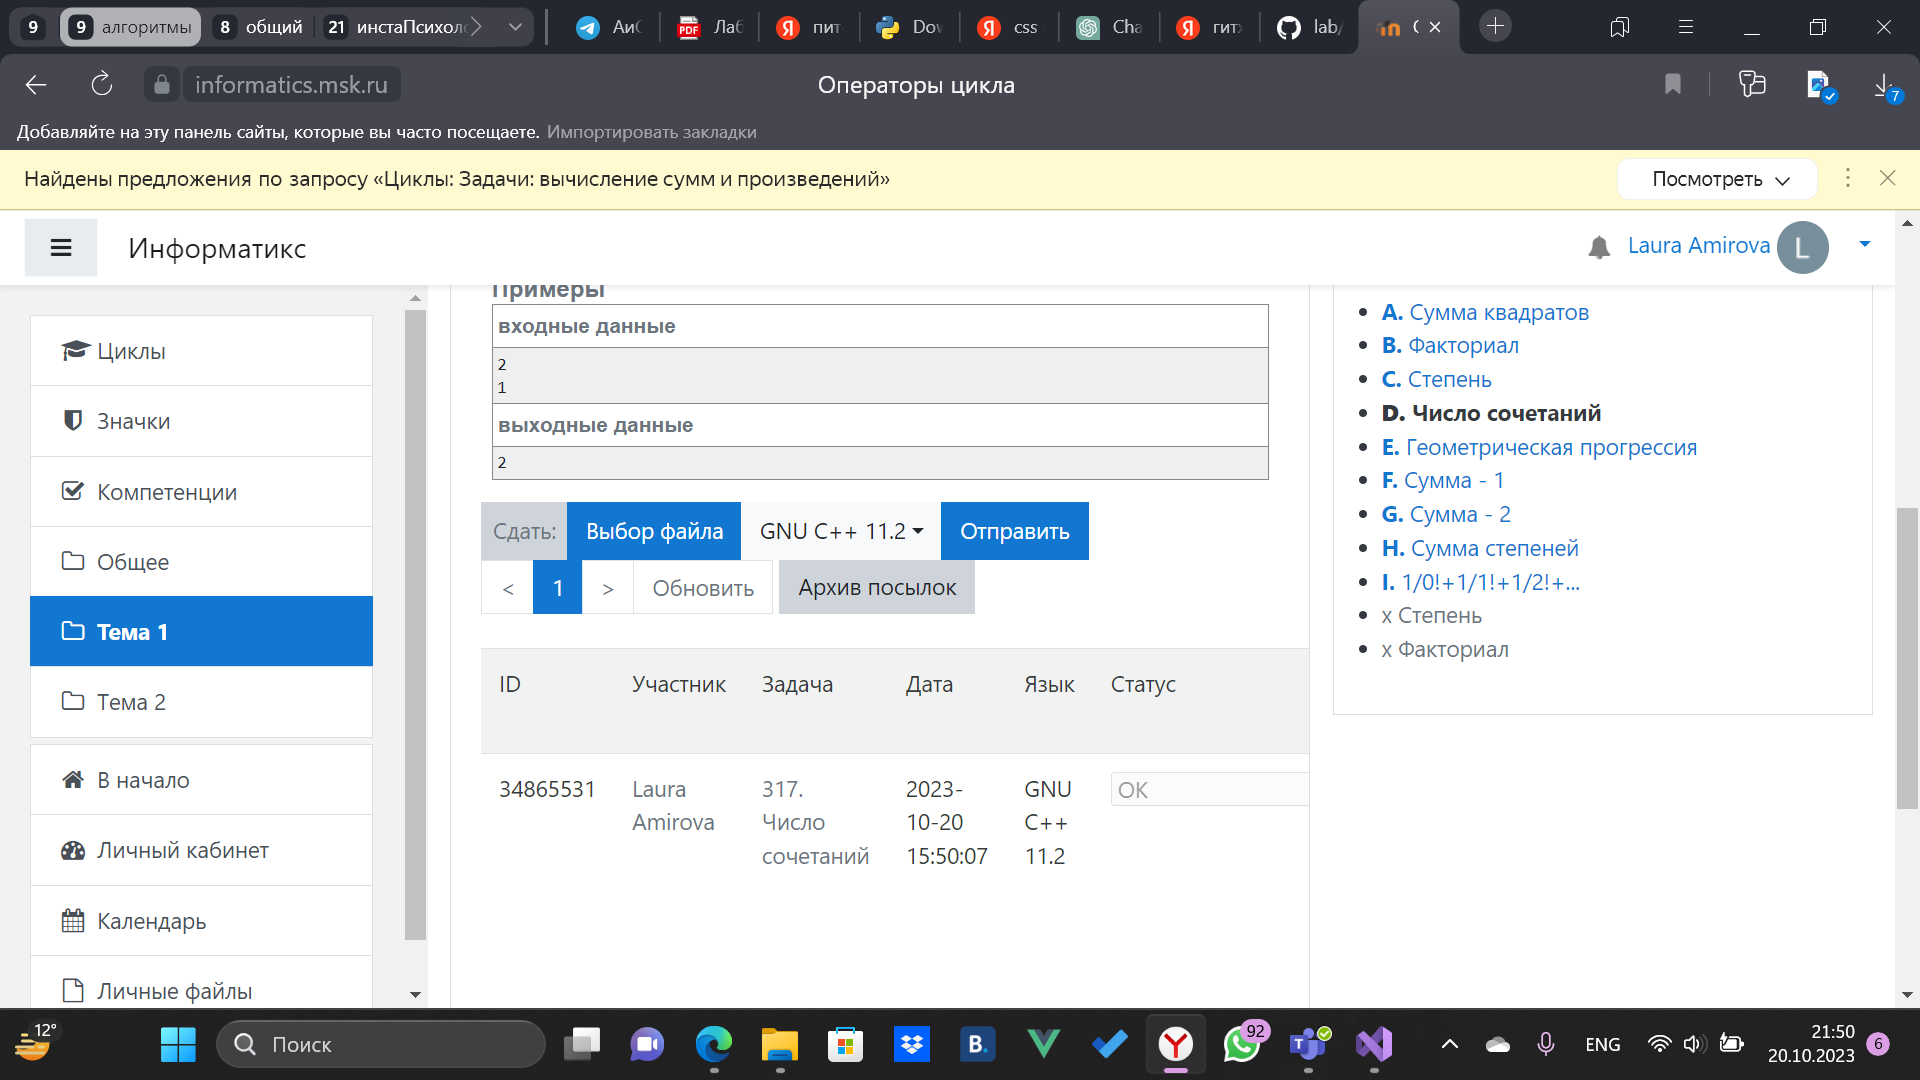 9
9 алгоритмы
8 общий
21 инстаПсихол
АиС
Лаб
пит
Dow
css
Cha
гит
lab/
informatics.msk.ru
Операторы цикла
7
Добавляйте на эту панель сайты, которые вы часто посещаете. Импортировать закладки
Найдены предложения по запросу «Циклы: Задачи: вычисление сумм и произведений»
Посмотреть
Информатикс
Laura Amirova
L
Циклы
Значки
Компетенции
Общее
Тема 1
Тема 2
В начало
Личный кабинет
Календарь
Личные файлы
Примеры
входные данные
2
1
выходные данные
2
Сдать: Выбор файла GNU C++ 11.2 Отправить
< 1 > Обновить Архив посылок
ID Участник Задача Дата Язык Статус
34865531 Laura Amirova 317. Число сочетаний 2023-10-20 15:50:07 GNU C++ 11.2 OK
A. Сумма квадратов
B. Факториал
C. Степень
D. Число сочетаний
E. Геометрическая прогрессия
F. Сумма - 1
G. Сумма - 2
H. Сумма степеней
I. 1/0!+1/1!+1/2!+...
x Степень
x Факториал
12°
Поиск
B.
92
ENG
21:50
20.10.2023
6